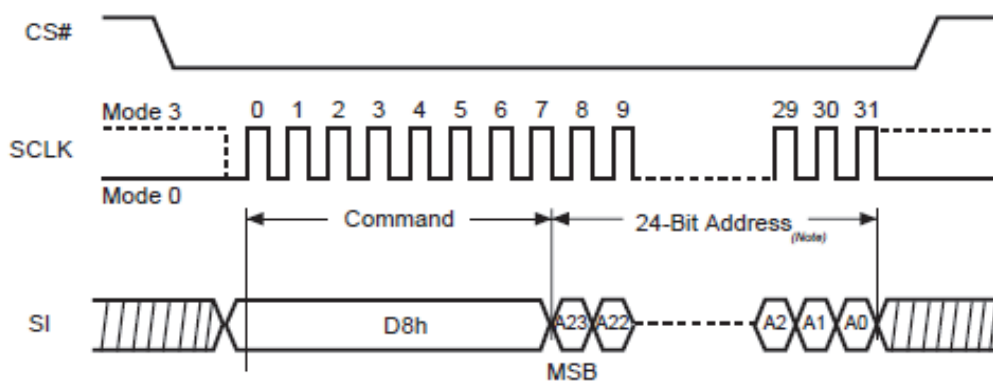 CS#
Mode 3
0 1 2 3 4 5 6 7 8 9 29 30 31
SCLK
Mode 0
Command
24-Bit Address (Note)
SI
D8h
A23 A22 A2 A1 A0
MSB